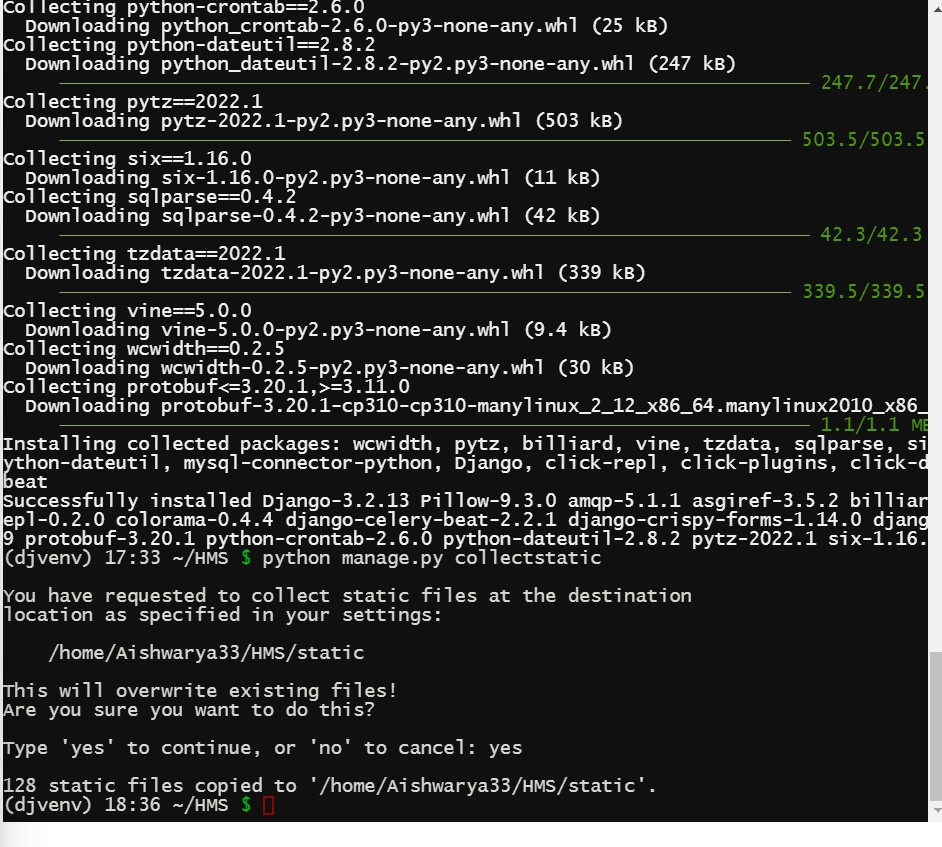 Collecting python-crontab==2.6.0
Downloading python_crontab-2.6.0-py3-none-any.whl (25 kB)
Collecting python-dateutil==2.8.2
Downloading python_dateutil-2.8.2-py2.py3-none-any.whl (247 kB)
247.7/247.
Collecting pytz==2022.1
Downloading pytz-2022.1-py2.py3-none-any.whl (503 kB)
503.5/503.5
Collecting six==1.16.0
Downloading six-1.16.0-py2.py3-none-any.whl (11 kB)
Collecting sqlparse==0.4.2
Downloading sqlparse-0.4.2-py3-none-any.whl (42 kB)
42.3/42.3
Collecting tzdata==2022.1
Downloading tzdata-2022.1-py2.py3-none-any.whl (339 kB)
339.5/339.5
Collecting vine==5.0.0
Downloading vine-5.0.0-py2.py3-none-any.whl (9.4 kB)
Collecting wcwidth==0.2.5
Downloading wcwidth-0.2.5-py2.py3-none-any.whl (30 kB)
Collecting protobuf<=3.20.1,>=3.11.0
Downloading protobuf-3.20.1-cp310-cp310-manylinux_2_12_x86_64.manylinux2010_x86_
1.1/1.1 MB
Installing collected packages: wcwidth, pytz, billiard, vine, tzdata, sqlparse, si
ython-dateutil, mysql-connector-python, Django, click-repl, click-plugins, click-d
beat
Successfully installed Django-3.2.13 Pillow-9.3.0 amqp-5.1.1 asgiref-3.5.2 billiar
epl-0.2.0 colorama-0.4.4 django-celery-beat-2.2.1 django-crispy-forms-1.14.0 djang
9 protobuf-3.20.1 python-crontab-2.6.0 python-dateutil-2.8.2 pytz-2022.1 six-1.16.
(djvenv) 17:33 ~/HMS $ python manage.py collectstatic
You have requested to collect static files at the destination
location as specified in your settings:
/home/Aishwarya33/HMS/static
This will overwrite existing files!
Are you sure you want to do this?
Type 'yes' to continue, or 'no' to cancel: yes
128 static files copied to '/home/Aishwarya33/HMS/static'.
(djvenv) 18:36 ~/HMS $